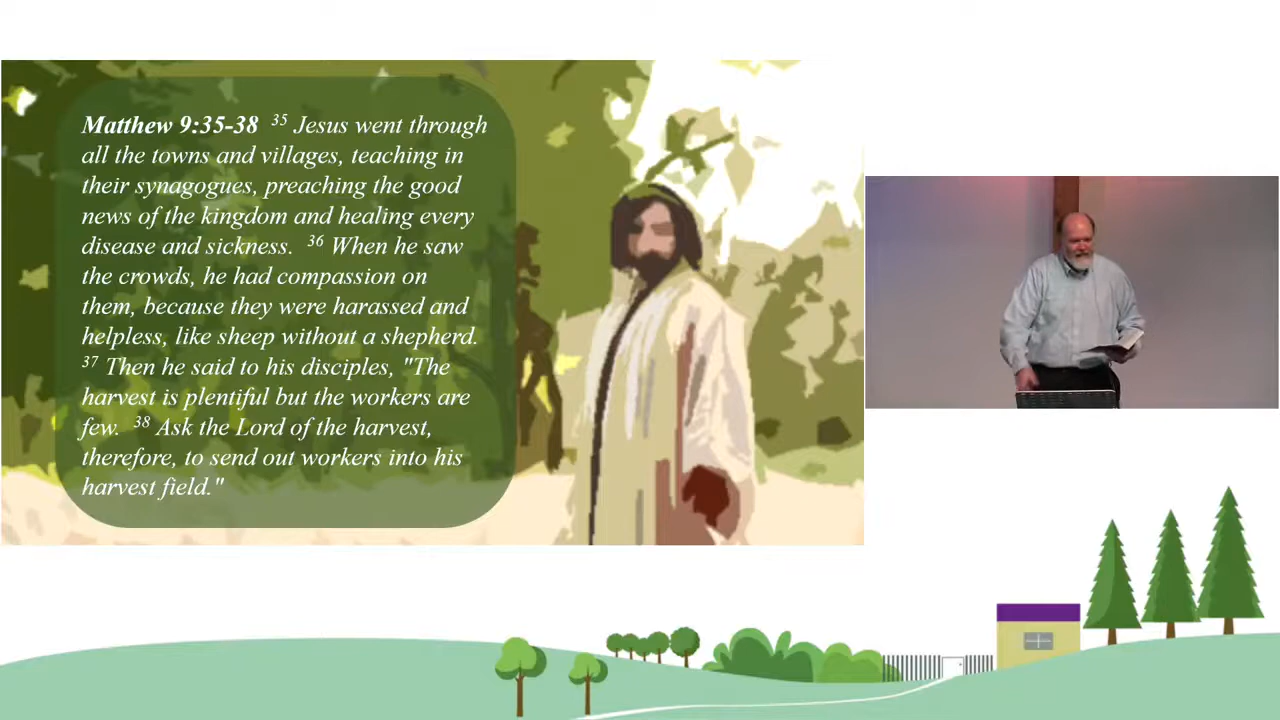 Matthew 9:35-38 35 Jesus went through
all the towns and villages, teaching in
their synagogues, preaching the good
news of the kingdom and healing every
disease and sickness. 36 When he saw
the crowds, he had compassion on
them, because they were harassed and
helpless, like sheep without a shepherd.
37 Then he said to his disciples, "The
harvest is plentiful but the workers are
few. 38 Ask the Lord of the harvest,
therefore, to send out workers into his
harvest field."